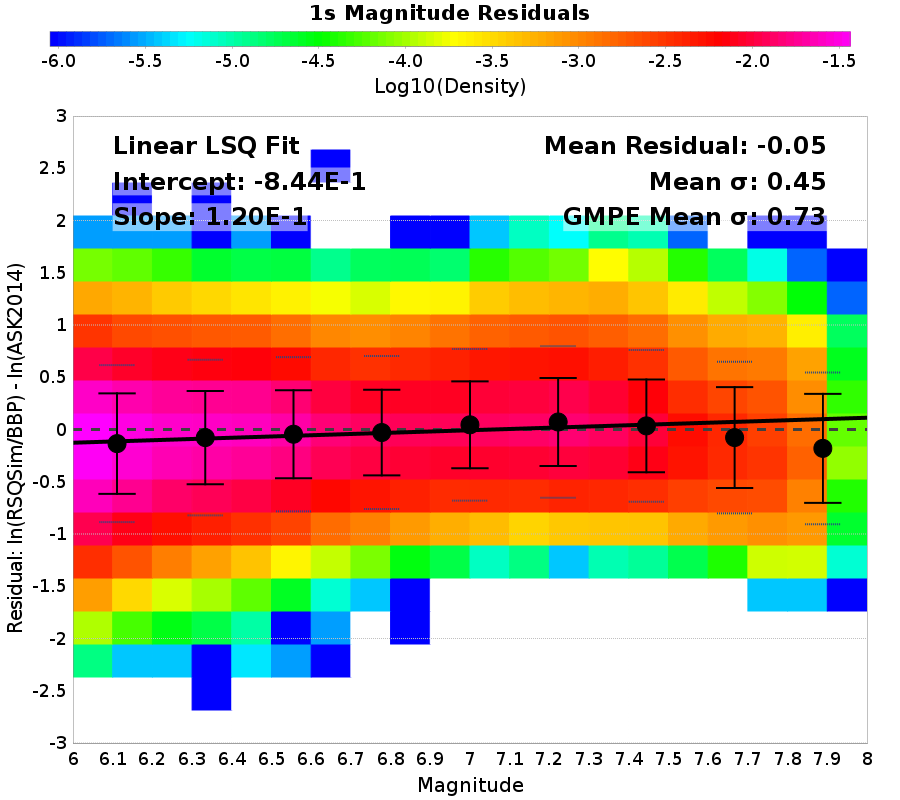 1s Magnitude Residuals
-6.0 -5.5 -5.0 -4.5 -4.0 -3.5 -3.0 -2.5 -2.0 -1.5
Log10(Density)
Linear LSQ Fit
Intercept: -8.44E-1
Slope: 1.20E-1
Mean Residual: -0.05
Mean σ: 0.45
GMPE Mean σ: 0.73
Residual: ln(RSQSim/BBP) - ln(ASK2014)
3
2.5
2
1.5
1
0.5
0
-0.5
-1
-1.5
-2
-2.5
-3
6 6.1 6.2 6.3 6.4 6.5 6.6 6.7 6.8 6.9 7 7.1 7.2 7.3 7.4 7.5 7.6 7.7 7.8 7.9 8
Magnitude